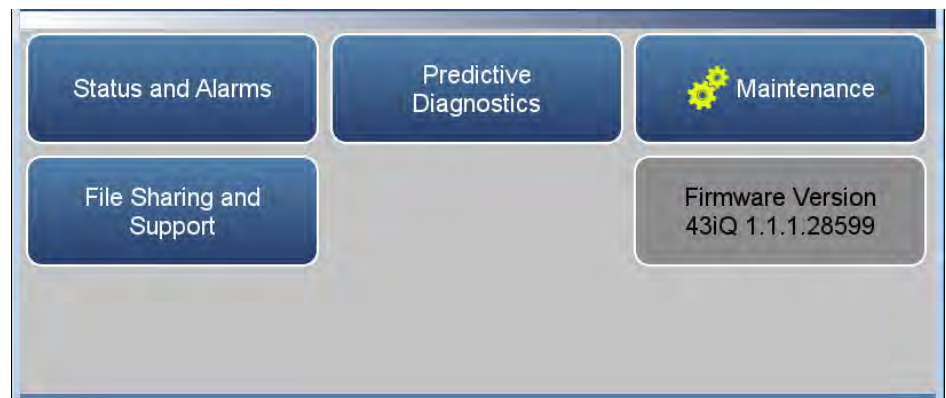 Status and Alarms
Predictive
Diagnostics
Maintenance
File Sharing and
Support
Firmware Version
43iQ 1.1.1.28599